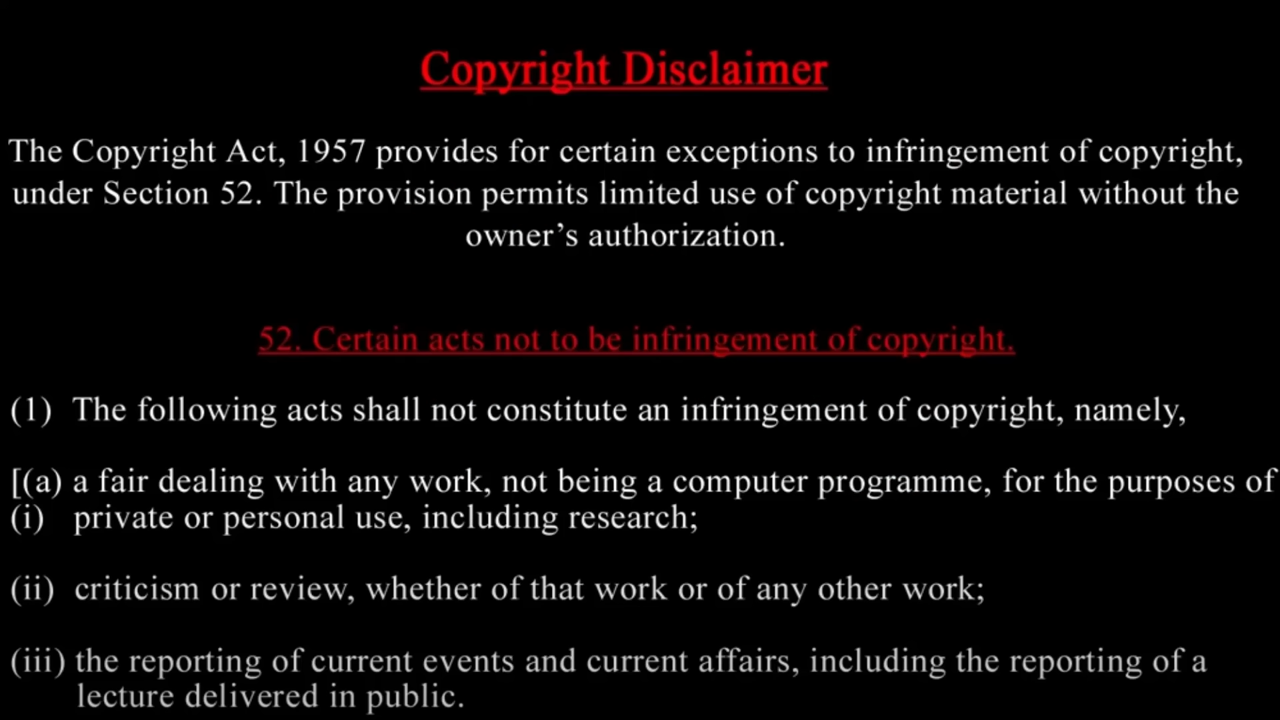 Copyright Disclaimer
The Copyright Act, 1957 provides for certain exceptions to infringement of copyright,
under Section 52. The provision permits limited use of copyright material without the
owner’s authorization.
52. Certain acts not to be infringement of copyright.
(1) The following acts shall not constitute an infringement of copyright, namely,
[(a) a fair dealing with any work, not being a computer programme, for the purposes of
(i) private or personal use, including research;
(ii) criticism or review, whether of that work or of any other work;
(iii) the reporting of current events and current affairs, including the reporting of a
lecture delivered in public.